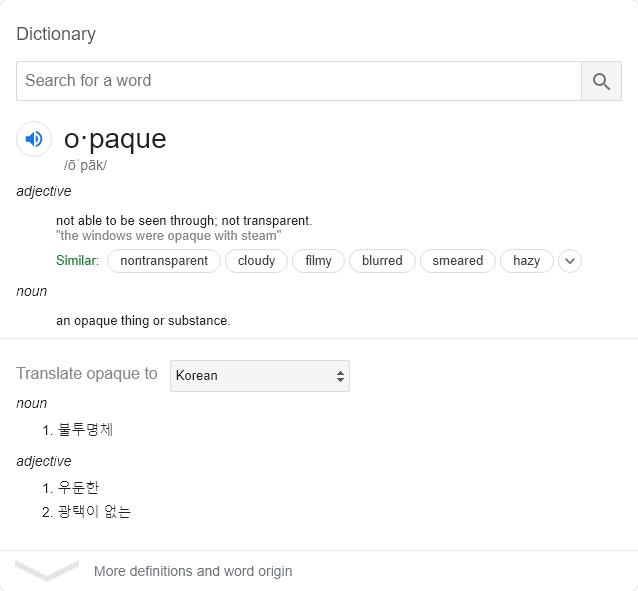 Dictionary
Search for a word
o·paque
/ōˈpāk/
adjective
not able to be seen through; not transparent.
"the windows were opaque with steam"
Similar: nontransparent cloudy filmy blurred smeared hazy
noun
an opaque thing or substance.
Translate opaque to Korean
noun
1. 불투명체
adjective
1. 우둔한
2. 광택이 없는
More definitions and word origin